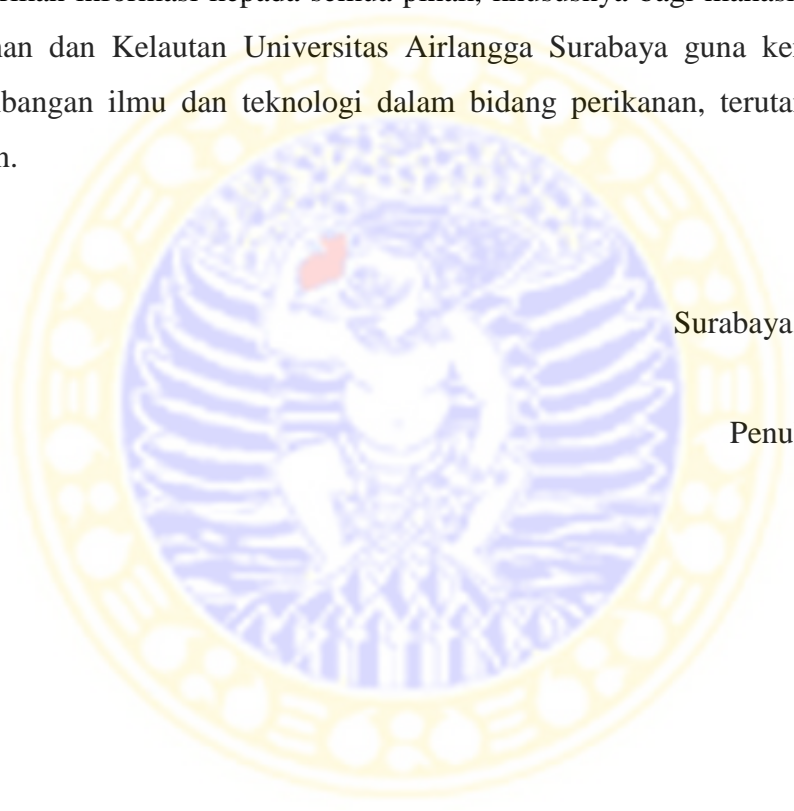 informasi kepada semua pihak, khususnya bagi mahasi
nan dan Kelautan Universitas Airlangga Surabaya guna ke
bangan ilmu dan teknologi dalam bidang perikanan, teruta
n.
Surabaya
Penu